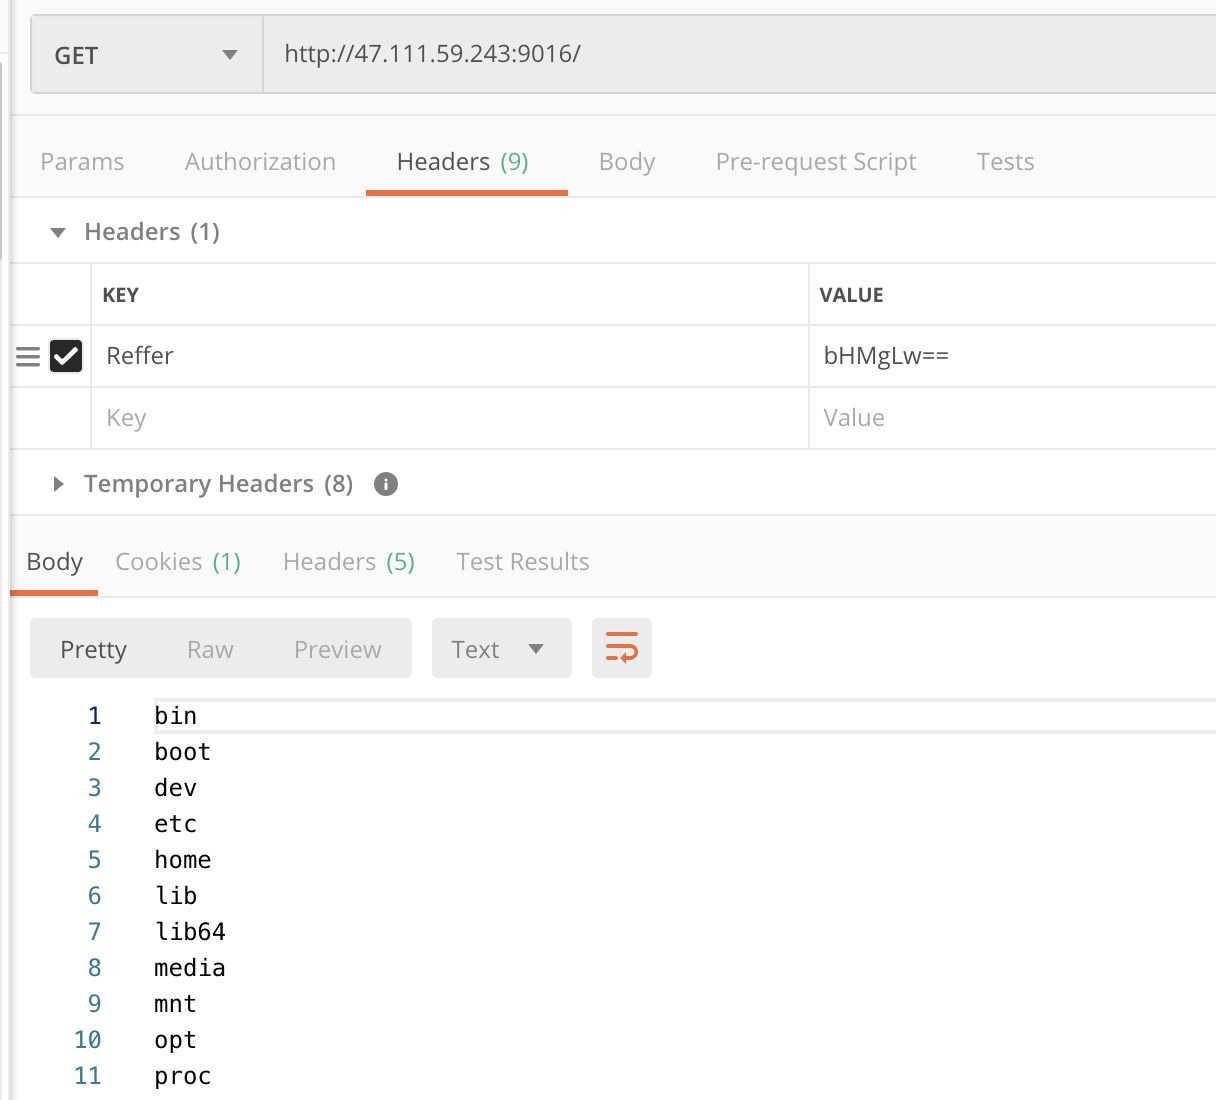 GET http://47.111.59.243:9016/
Params Authorization Headers (9) Body Pre-request Script Tests
Headers (1)
KEY VALUE
Reffer bHMgLw==
Key Value
Temporary Headers (8)
Body Cookies (1) Headers (5) Test Results
Pretty Raw Preview Text
1 bin
2 boot
3 dev
4 etc
5 home
6 lib
7 lib64
8 media
9 mnt
10 opt
11 proc